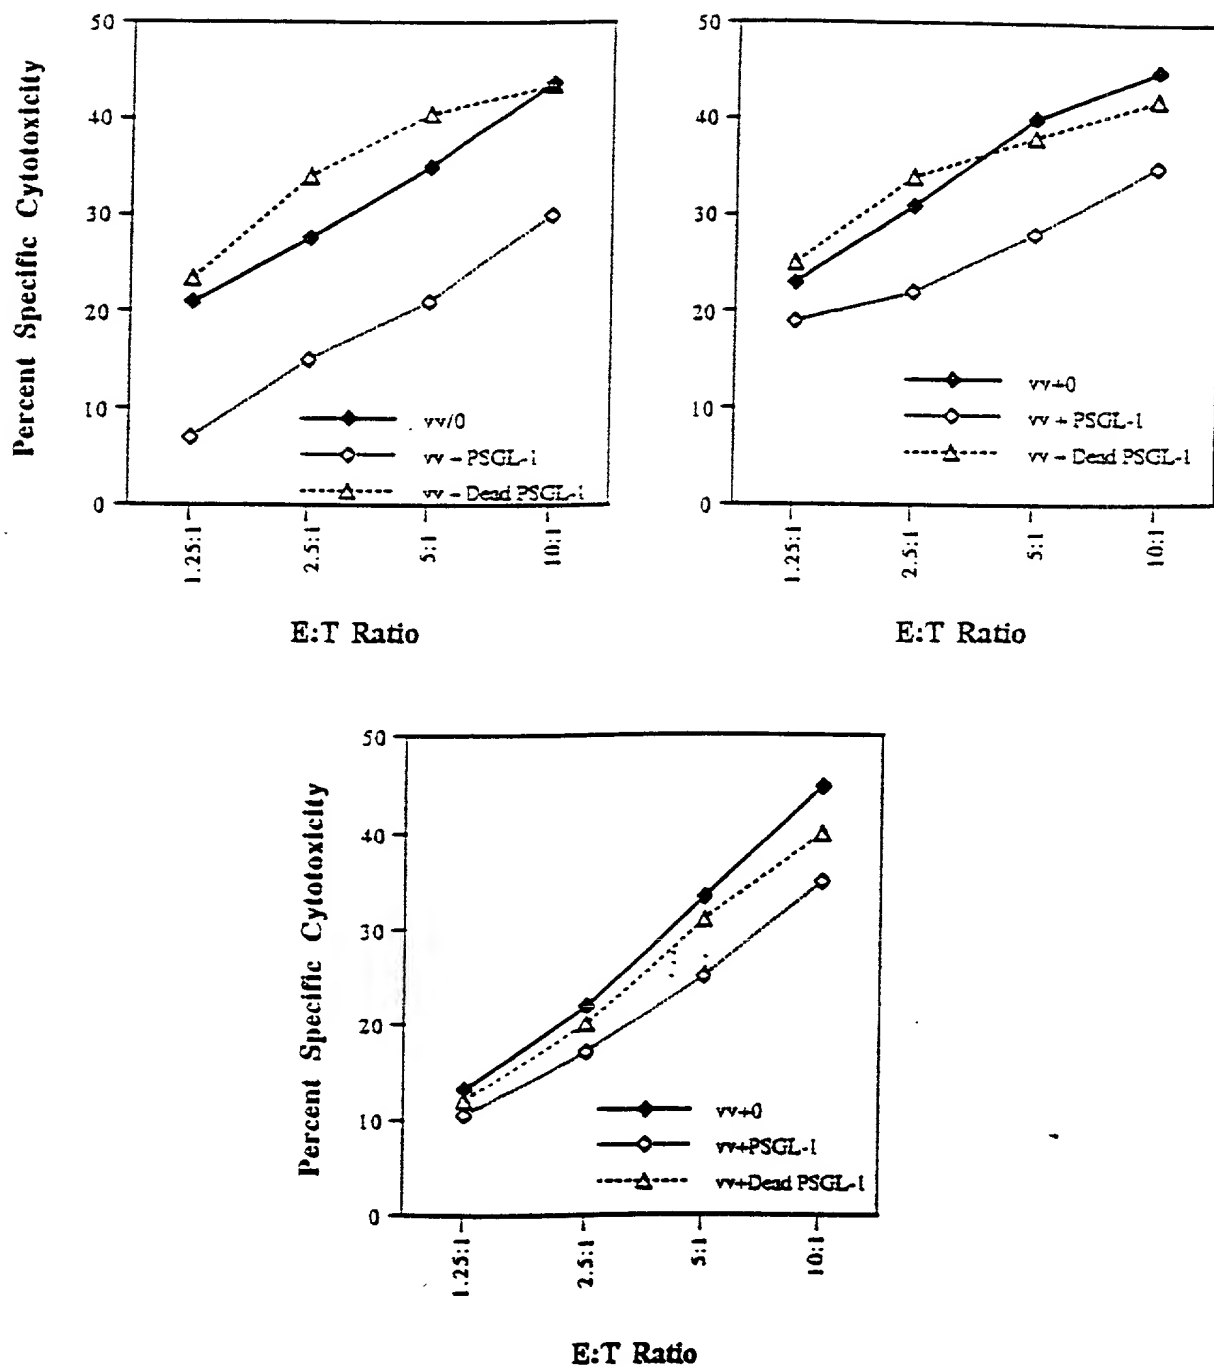 50
40
30
20
10
0
Percent Specific Cytotoxicity
vv/0
vv – PSGL-1
vv – Dead PSGL-1
1.25:1
2.5:1
5:1
10:1
E:T Ratio
50
40
30
20
10
0
vv+0
vv + PSGL-1
vv – Dead PSGL-1
1.25:1
2.5:1
5:1
10:1
E:T Ratio
50
40
30
20
10
0
Percent Specific Cytotoxicity
vv+0
vv+PSGL-1
vv+Dead PSGL-1
1.25:1
2.5:1
5:1
10:1
E:T Ratio